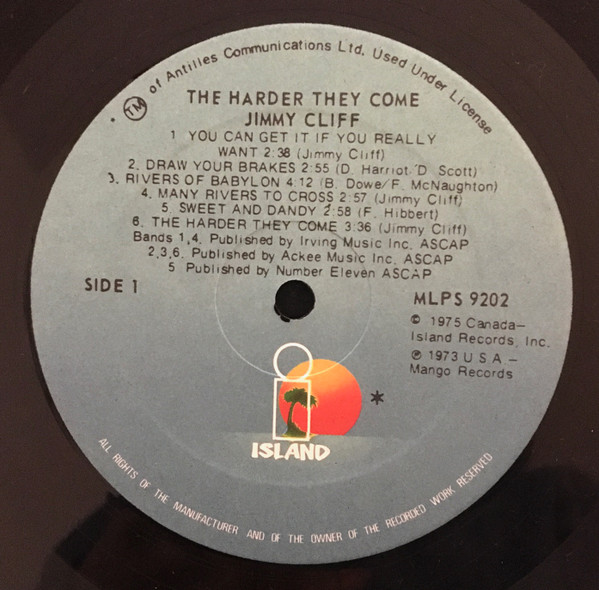 * TM of Antilles Communications Ltd. Used Under License
THE HARDER THEY COME
JIMMY CLIFF
1 YOU CAN GET IT IF YOU REALLY
WANT 2:38 (Jimmy Cliff)
2. DRAW YOUR BRAKES 2:55 (D. Harriot/D. Scott)
3. RIVERS OF BABYLON 4:12 (B. Dowe/F. McNaughton)
4. MANY RIVERS TO CROSS 2:57 (Jimmy Cliff)
5. SWEET AND DANDY 2:58 (F. Hibbert)
6. THE HARDER THEY COME 3:36 (Jimmy Cliff)
Bands 1,4. Published by Irving Music Inc. ASCAP
2,3,6. Published by Ackee Music Inc. ASCAP
5 Published by Number Eleven ASCAP
SIDE 1
MLPS 9202
© 1975 Canada–
Island Records, Inc.
℗ 1973 U S A –
Mango Records
*
ISLAND
ALL RIGHTS OF THE MANUFACTURER AND OF THE OWNER OF THE RECORDED WORK RESERVED